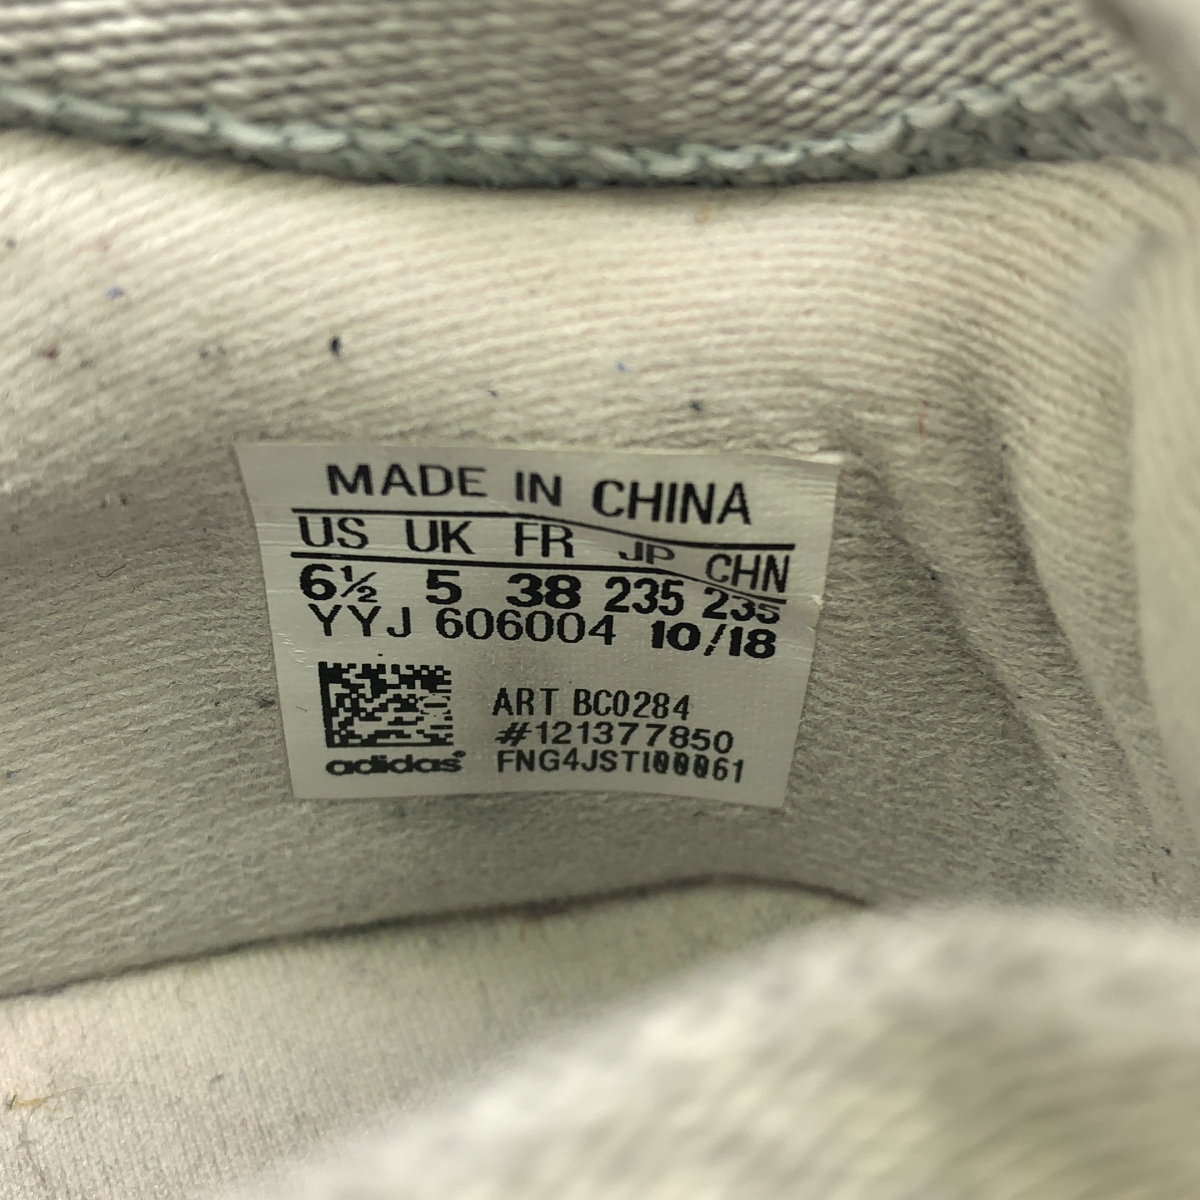 MADE IN CHINA
US UK FR JP CHN
6½ 5 38 235 235
YYJ 606004 10/18
ART BC0284
#121377850
FNG4JST100061
adidas®